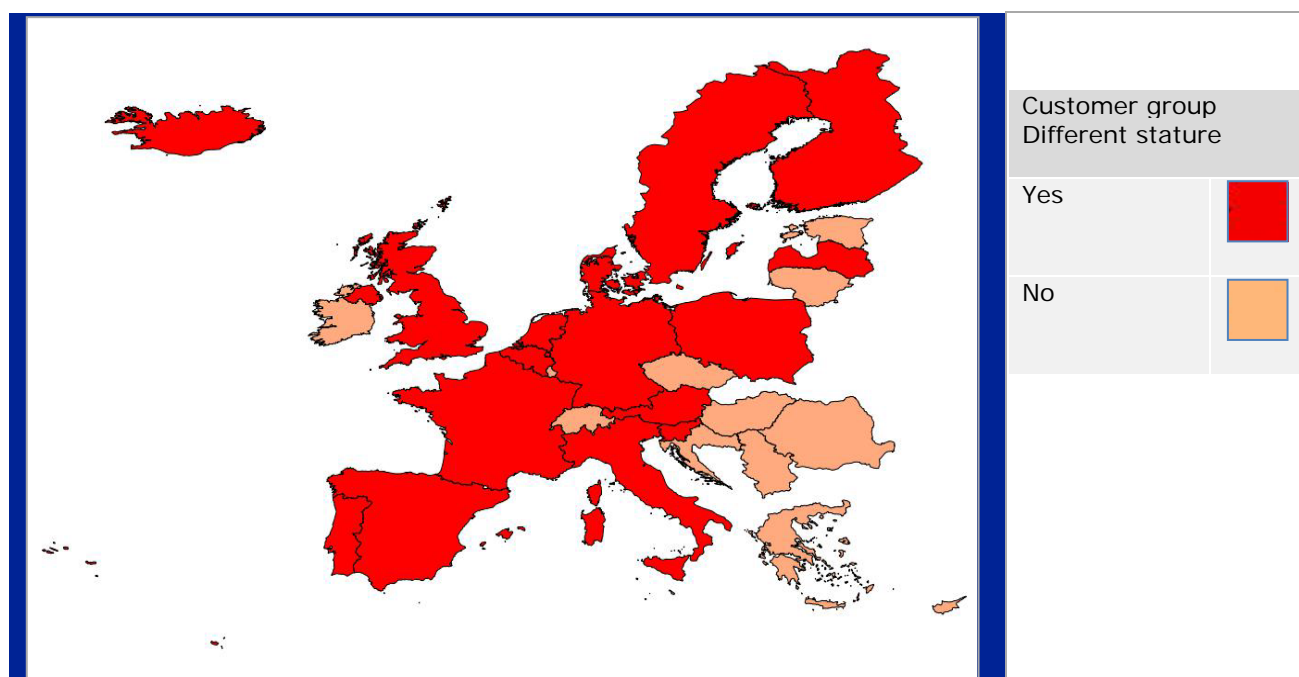 Customer group
Different stature
Yes
No